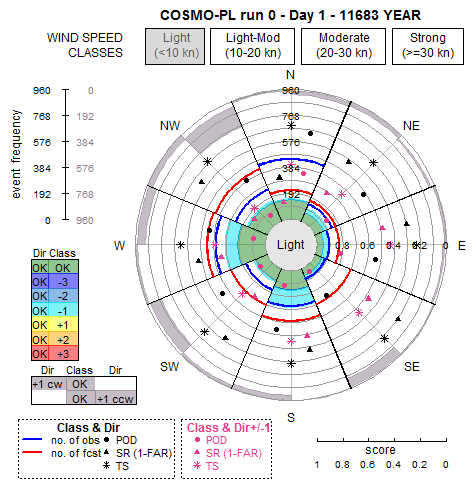 COSMO-PL run 0 - Day 1 - 11683 YEAR
WIND SPEED CLASSES
Light (<10 kn)
Light-Mod (10-20 kn)
Moderate (20-30 kn)
Strong (>=30 kn)
event frequency
960 0
768 192
576 384
384 576
192 768
0 960
N
NE
E
SE
S
SW
W
NW
960
768
576
384
192
Light
0.8 0.6 0.4 0.2 0
Dir Class
OK OK
OK -3
OK -2
OK -1
OK +1
OK +2
OK +3
Dir Class Dir
+1 cw OK
OK +1 ccw
Class & Dir
no. of obs POD
no. of fcst SR (1-FAR)
TS
Class & Dir+/-1
POD
SR (1-FAR)
TS
score
1 0.8 0.6 0.4 0.2 0